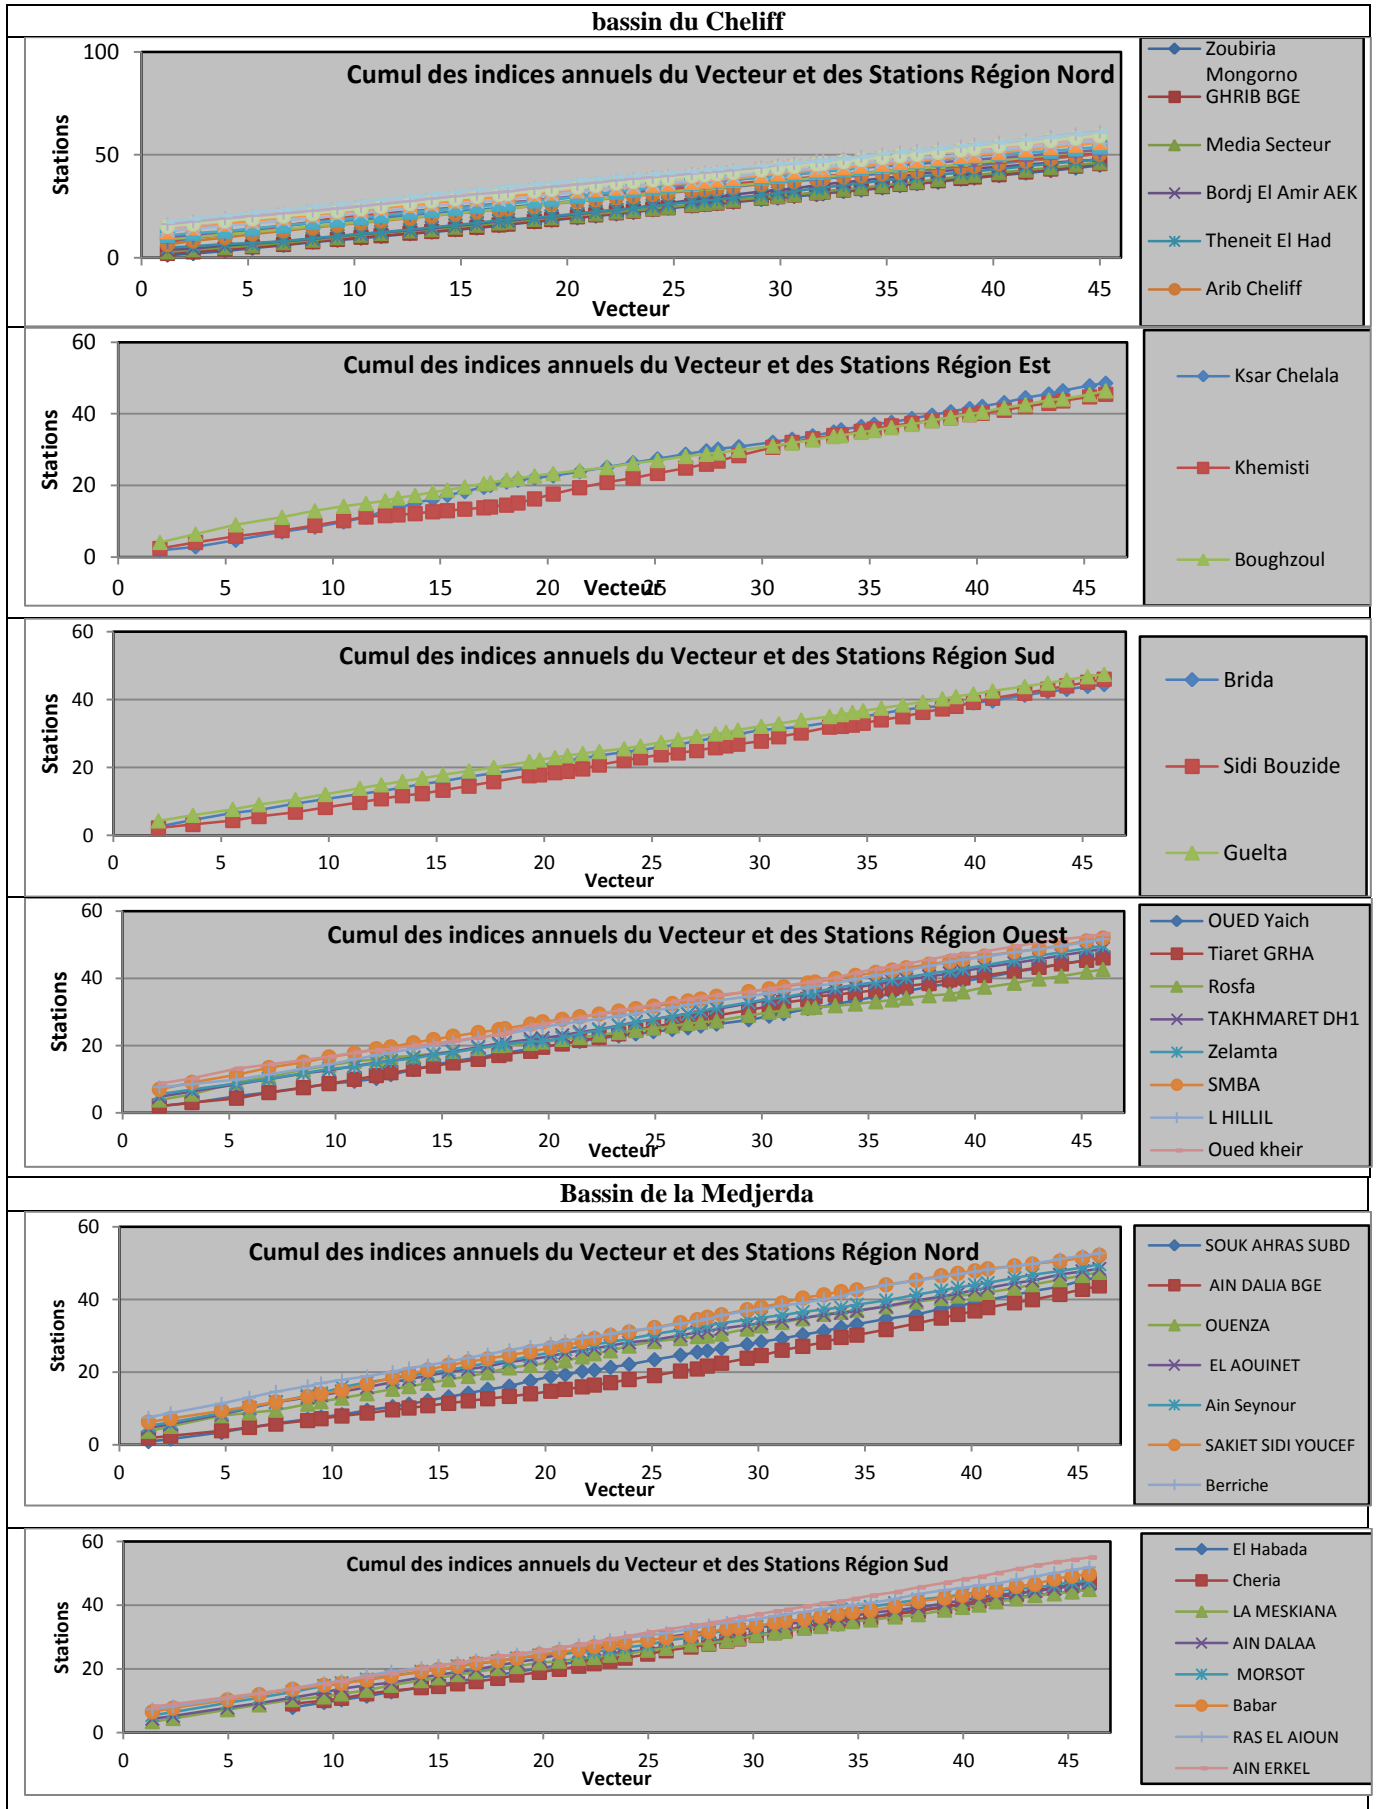 bassin du Cheliff
Cumul des indices annuels du Vecteur et des Stations Région Nord
Stations
100
50
0
0 5 10 15 20 25 30 35 40 45
Vecteur
Zoubiria
Mongorno
GHRIB BGE
Media Secteur
Bordj El Amir AEK
Theneit El Had
Arib Cheliff
Cumul des indices annuels du Vecteur et des Stations Région Est
Stations
60
40
20
0
0 5 10 15 20 25 30 35 40 45
Vecteur
Ksar Chelala
Khemisti
Boughzoul
Cumul des indices annuels du Vecteur et des Stations Région Sud
Stations
60
40
20
0
0 5 10 15 20 25 30 35 40 45
Vecteur
Brida
Sidi Bouzide
Guelta
Cumul des indices annuels du Vecteur et des Stations Région Ouest
Stations
60
40
20
0
0 5 10 15 20 25 30 35 40 45
Vecteur
OUED Yaich
Tiaret GRHA
Rosfa
TAKHMARET DH1
Zelamta
SMBA
L HILLIL
Oued kheir
Bassin de la Medjerda
Cumul des indices annuels du Vecteur et des Stations Région Nord
Stations
60
40
20
0
0 5 10 15 20 25 30 35 40 45
Vecteur
SOUK AHRAS SUBD
AIN DALIA BGE
OUENZA
EL AOUINET
Ain Seynour
SAKIET SIDI YOUCEF
Berriche
Cumul des indices annuels du Vecteur et des Stations Région Sud
Stations
60
40
20
0
0 5 10 15 20 25 30 35 40 45
Vecteur
El Habada
Cheria
LA MESKIANA
AIN DALAA
MORSOT
Babar
RAS EL AIOUN
AIN ERKEL